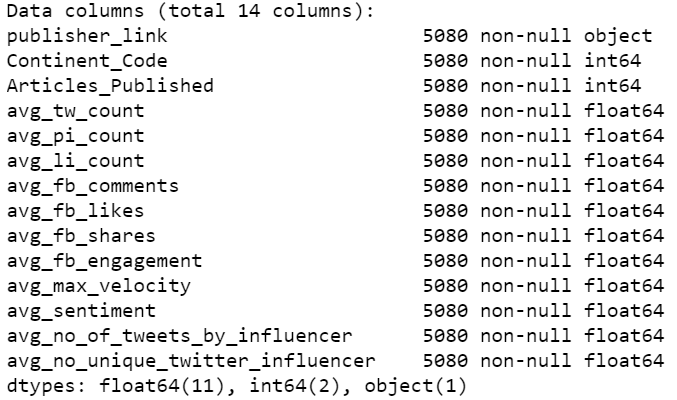 Data columns (total 14 columns):
publisher_link 5080 non-null object
Continent_Code 5080 non-null int64
Articles_Published 5080 non-null int64
avg_tw_count 5080 non-null float64
avg_pi_count 5080 non-null float64
avg_li_count 5080 non-null float64
avg_fb_comments 5080 non-null float64
avg_fb_likes 5080 non-null float64
avg_fb_shares 5080 non-null float64
avg_fb_engagement 5080 non-null float64
avg_max_velocity 5080 non-null float64
avg_sentiment 5080 non-null float64
avg_no_of_tweets_by_influencer 5080 non-null float64
avg_no_unique_twitter_influencer 5080 non-null float64
dtypes: float64(11), int64(2), object(1)